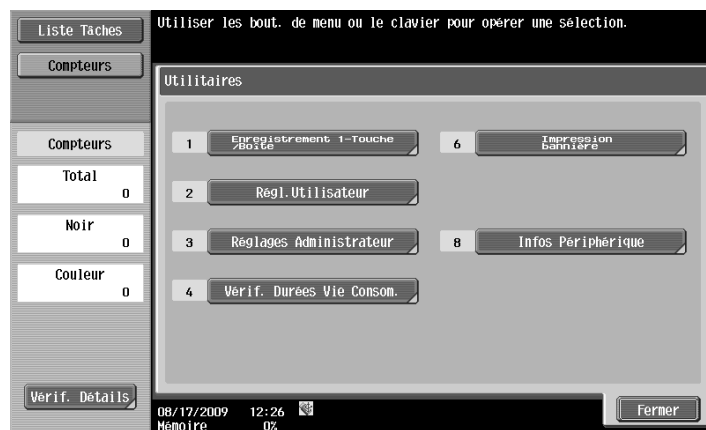 Liste Tâches
Utiliser les bout. de menu ou le clavier pour opérer une sélection.
Compteurs
Utilitaires
Compteurs
Total
0
Noir
0
Couleur
0
1 Enregistrement 1-Touche
/Boîte
6 Impression
bannière
2 Régl.Utilisateur
3 Réglages Administrateur
8 Infos Périphérique
4 Vérif. Durées Vie Consom.
Vérif. Détails
08/17/2009 12:26
Mémoire 0%
Fermer